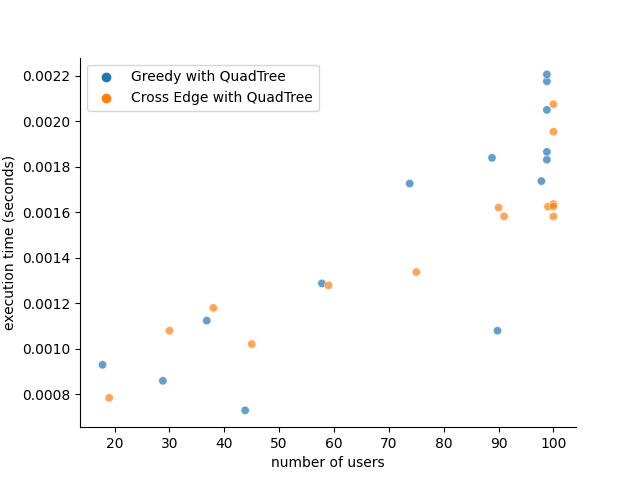 Greedy with QuadTree
Cross Edge with QuadTree
execution time (seconds)
0.0022
0.0020
0.0018
0.0016
0.0014
0.0012
0.0010
0.0008
20 30 40 50 60 70 80 90 100
number of users